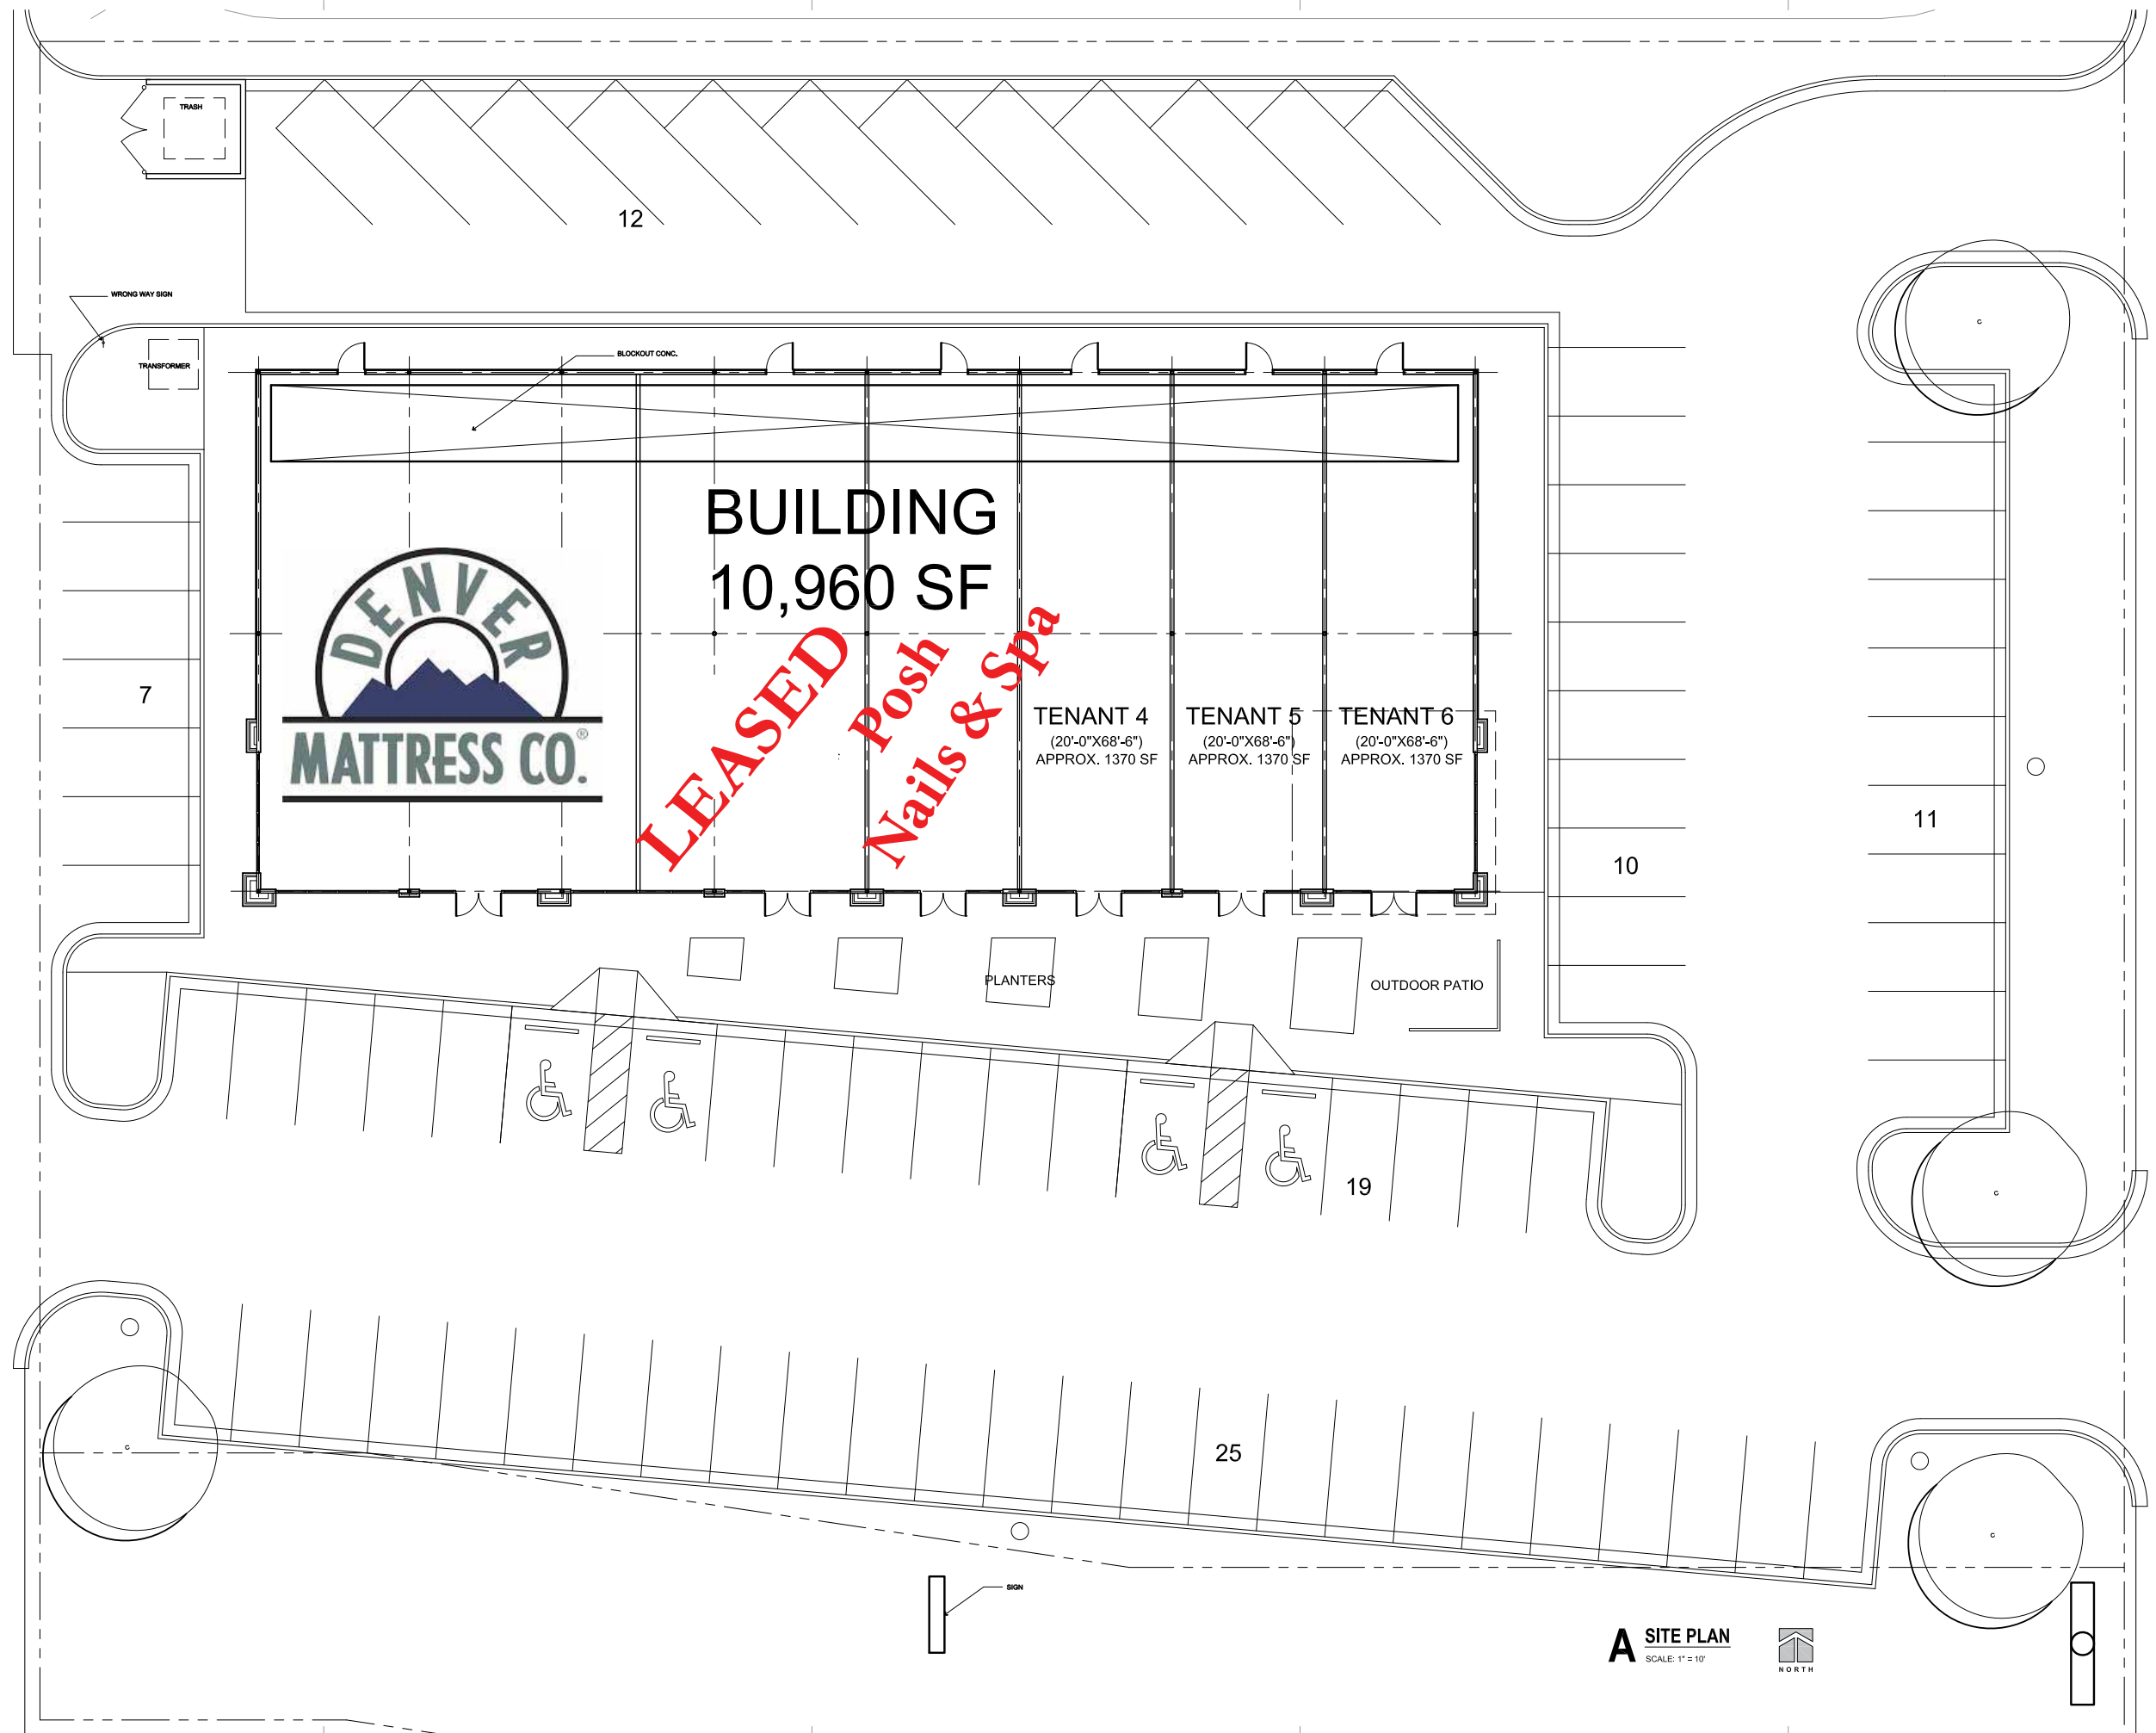 TRASH
12
WRONG WAY SIGN
TRANSFORMER
BLOCKOUT CONC.
BUILDING
10,960 SF
DENVER
MATTRESS CO.®
LEASED
Posh
Nails & Spa
TENANT 4
(20'-0"X68'-6")
APPROX. 1370 SF
TENANT 5
(20'-0"X68'-6")
APPROX. 1370 SF
TENANT 6
(20'-0"X68'-6")
APPROX. 1370 SF
7
10
11
PLANTERS
OUTDOOR PATIO
19
25
SIGN
A SITE PLAN
SCALE: 1" = 10'
NORTH
C
C
C
C